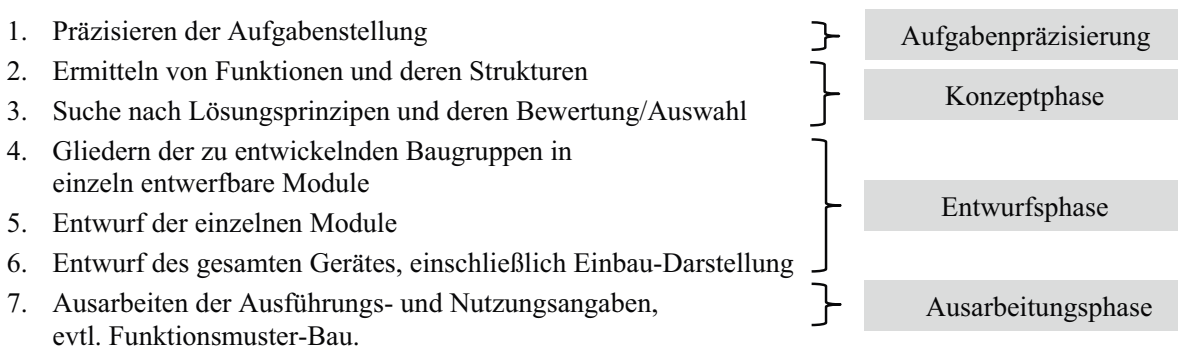 1. Präzisieren der Aufgabenstellung
Aufgabenpräzisierung
2. Ermitteln von Funktionen und deren Strukturen
3. Suche nach Lösungsprinzipen und deren Bewertung/Auswahl
Konzeptphase
4. Gliedern der zu entwickelnden Baugruppen in
einzeln entwerfbare Module
5. Entwurf der einzelnen Module
6. Entwurf des gesamten Gerätes, einschließlich Einbau-Darstellung
Entwurfsphase
7. Ausarbeiten der Ausführungs- und Nutzungsangaben,
evtl. Funktionsmuster-Bau.
Ausarbeitungsphase